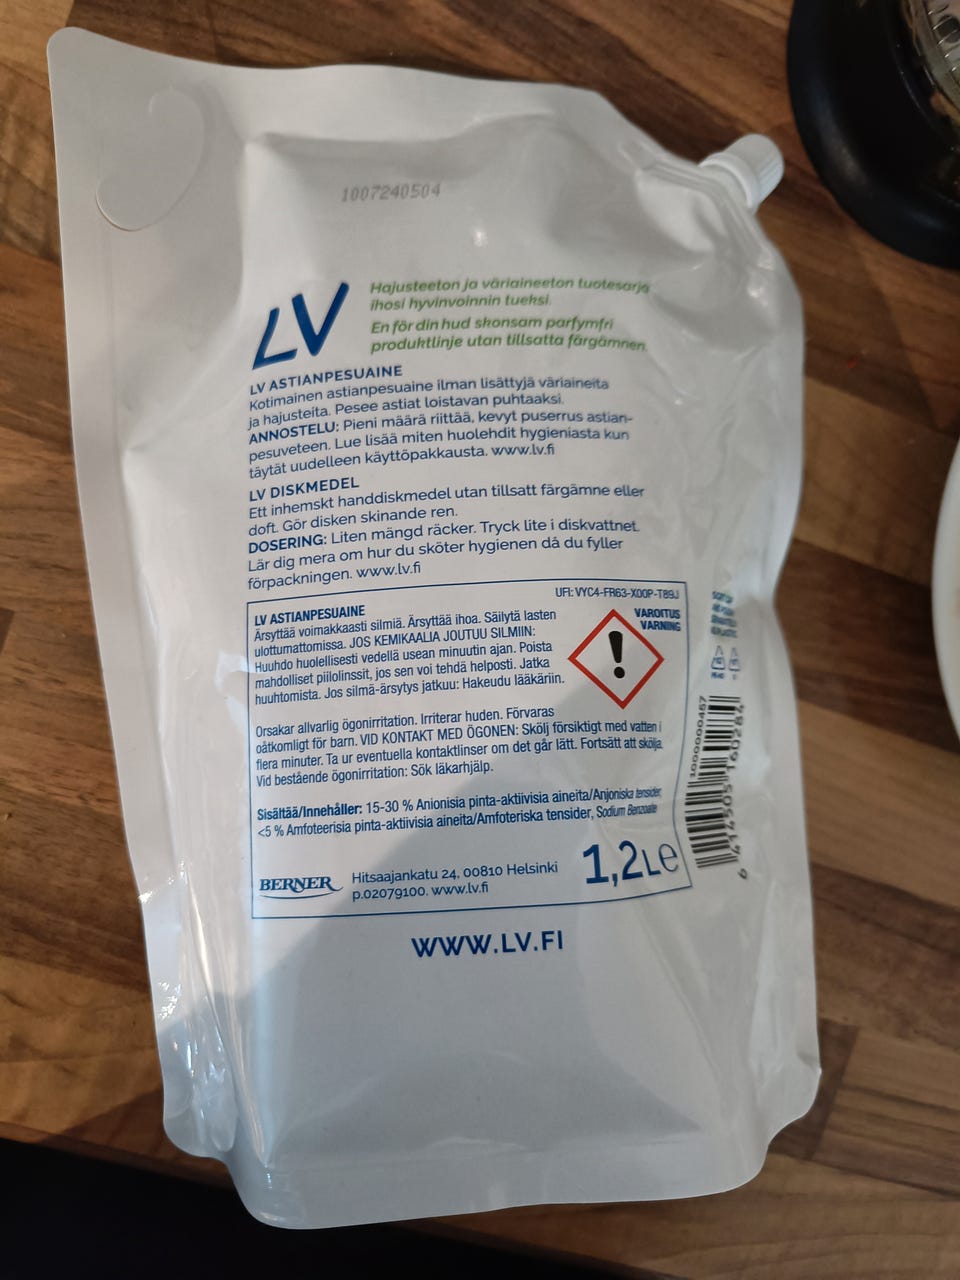 1007240504
LV
Hajusteeton ja väriaineeton tuotesarja
ihosi hyvinvoinnin tueksi.
En för din hud skonsam parfymfri
produktlinje utan tillsatta färgämnen.
LV ASTIANPESUAINE
Kotimainen astianpesuaine ilman lisättyjä väriaineita
ja hajusteita. Pesee astiat loistavan puhtaaksi.
ANNOSTELU: Pieni määrä riittää, kevyt puserrus astian-
pesuveteen. Lue lisää miten huolehdit hygieniasta kun
täytät uudelleen käyttöpakkausta. www.lv.fi
LV DISKMEDEL
Ett inhemskt handdiskmedel utan tillsatt färgämne eller
doft. Gör disken skinande ren.
DOSERING: Liten mängd räcker. Tryck lite i diskvattnet.
Lär dig mera om hur du sköter hygienen då du fyller
förpackningen. www.lv.fi
UFI: VYC4-FR63-X00P-T89J
LV ASTIANPESUAINE
Ärsyttää voimakkaasti silmiä. Ärsyttää ihoa. Säilytä lasten
ulottumattomissa. JOS KEMIKAALIA JOUTUU SILMIIN:
Huuhdo huolellisesti vedellä usean minuutin ajan. Poista
mahdolliset piilolinssit, jos sen voi tehdä helposti. Jatka
huuhtomista. Jos silmä-ärsytys jatkuu: Hakeudu lääkäriin.
VAROITUS
VARNING
Orsakar allvarlig ögonirritation. Irriterar huden. Förvaras
oåtkomligt för barn. VID KONTAKT MED ÖGONEN: Skölj försiktigt med vatten i
flera minuter. Ta ur eventuella kontaktlinser om det går lätt. Fortsätt att skölja.
Vid bestående ögonirritation: Sök läkarhjälp.
Sisältää/Innehåller: 15-30 % Anionisia pinta-aktiivisia aineita/Anjoniska tensider,
<5 % Amfoteerisia pinta-aktiivisia aineita/Amfoteriska tensider, Sodium Benzoate
BERNER
Hitsaajankatu 24, 00810 Helsinki
p.02079100. www.lv.fi
1,2L℮
1000000457
6 414505 160284
WWW.LV.FI